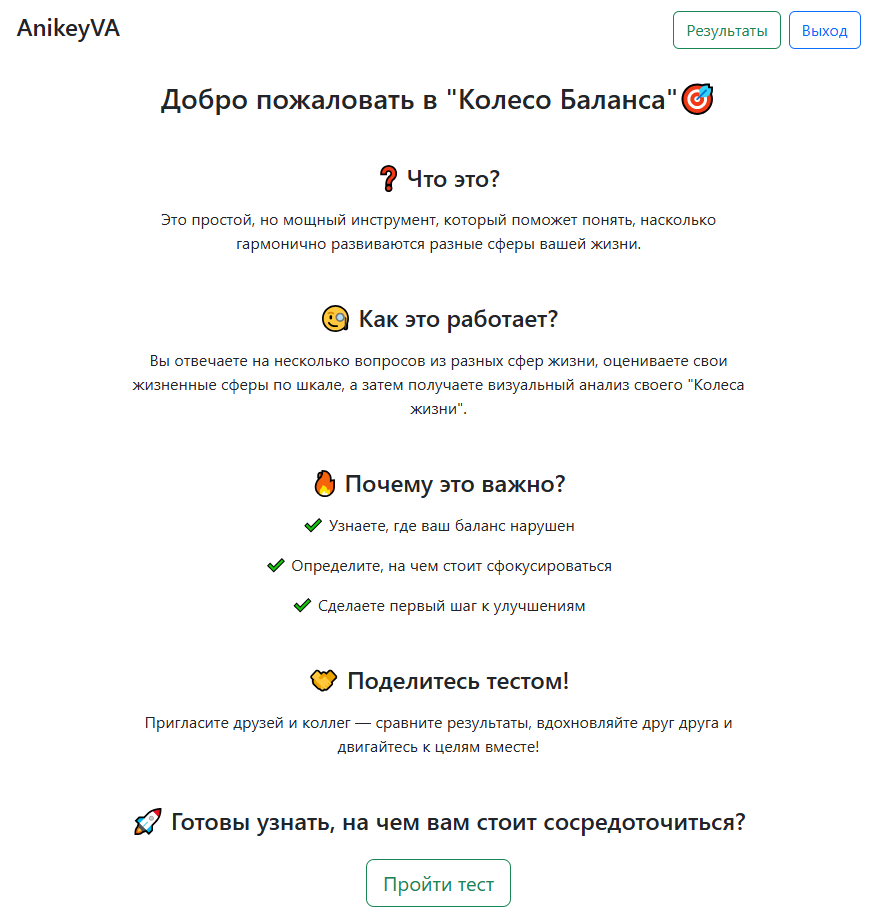 AnikeyVA
Результаты
Выход
Добро пожаловать в "Колесо Баланса"🎯
❓ Что это?
Это простой, но мощный инструмент, который поможет понять, насколько
гармонично развиваются разные сферы вашей жизни.
🧐 Как это работает?
Вы отвечаете на несколько вопросов из разных сфер жизни, оцениваете свои
жизненные сферы по шкале, а затем получаете визуальный анализ своего "Колеса
жизни".
🔥 Почему это важно?
✔ Узнаете, где ваш баланс нарушен
✔ Определите, на чем стоит сфокусироваться
✔ Сделаете первый шаг к улучшениям
🤝 Поделитесь тестом!
Пригласите друзей и коллег — сравните результаты, вдохновляйте друг друга и
двигайтесь к целям вместе!
🚀 Готовы узнать, на чем вам стоит сосредоточиться?
Пройти тест